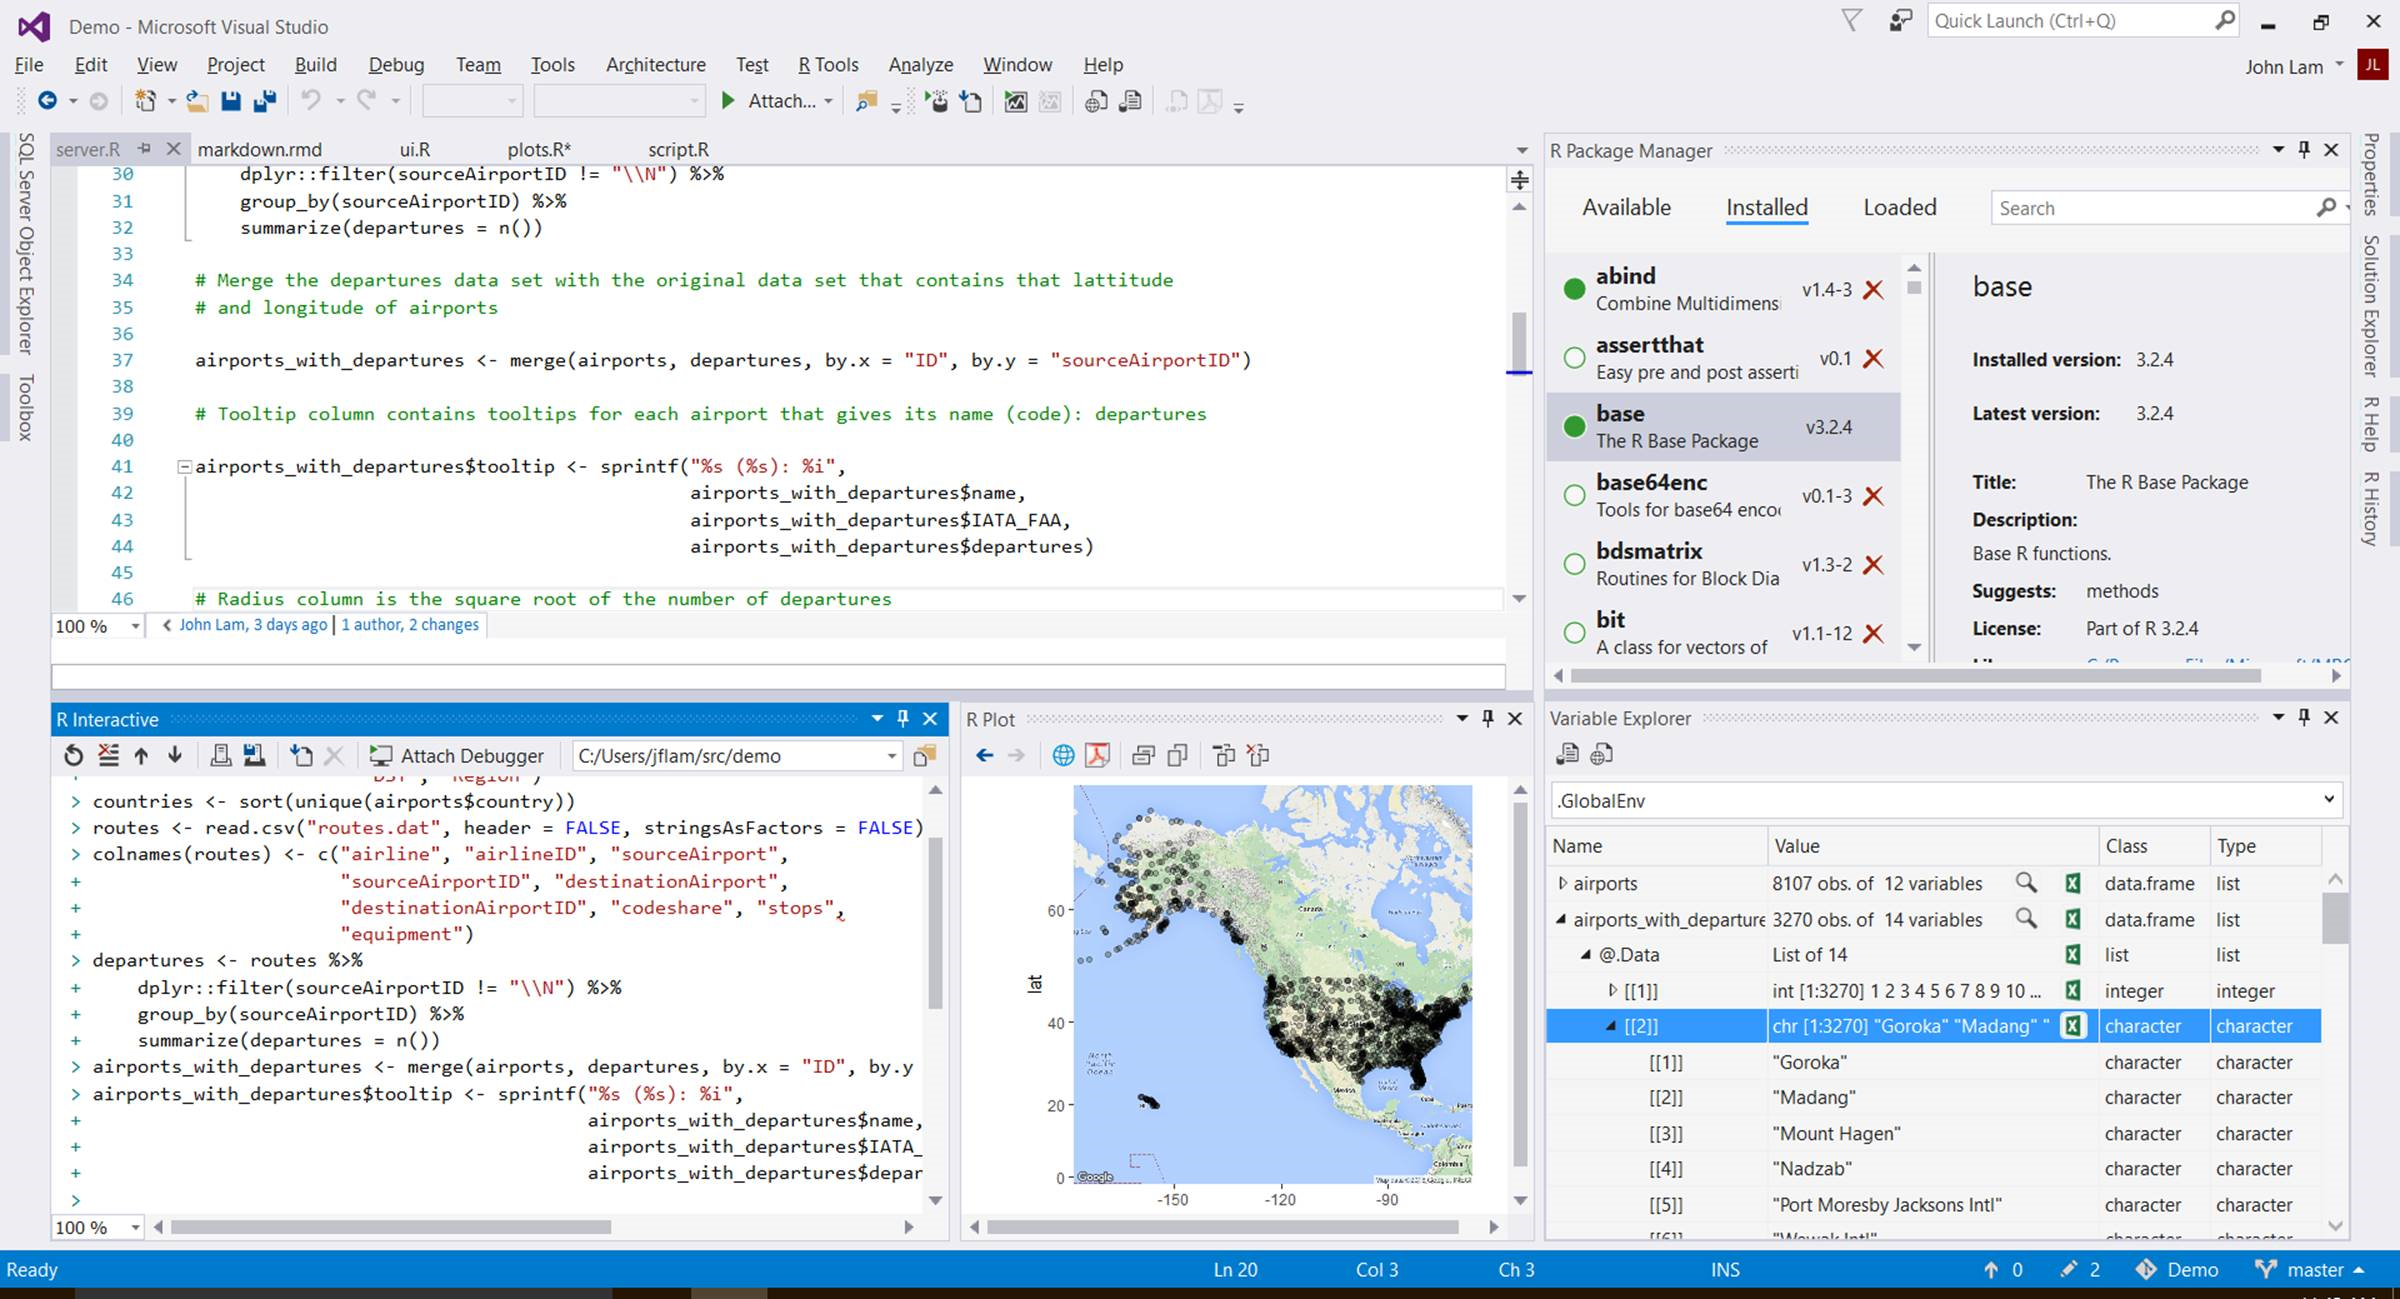 Demo - Microsoft Visual Studio
Quick Launch (Ctrl+Q)
File Edit View Project Build Debug Team Tools Architecture Test R Tools Analyze Window Help
John Lam JL
Attach...
SQL Server Object Explorer
Toolbox
server.R markdown.rmd ui.R plots.R* script.R
30 dplyr::filter(sourceAirportID != "\\N") %>%
31 group_by(sourceAirportID) %>%
32 summarize(departures = n())
33
34 # Merge the departures data set with the original data set that contains that lattitude
35 # and longitude of airports
36
37 airports_with_departures <- merge(airports, departures, by.x = "ID", by.y = "sourceAirportID")
38
39 # Tooltip column contains tooltips for each airport that gives its name (code): departures
40
41 airports_with_departures$tooltip <- sprintf("%s (%s): %i",
42 airports_with_departures$name,
43 airports_with_departures$IATA_FAA,
44 airports_with_departures$departures)
45
46 # Radius column is the square root of the number of departures
100 % John Lam, 3 days ago | 1 author, 2 changes
R Package Manager
Available Installed Loaded
Search
abind
v1.4-3
Combine Multidimensi
assertthat
v0.1
Easy pre and post asserti
base
v3.2.4
The R Base Package
base64enc
v0.1-3
Tools for base64 enco
bdsmatrix
v1.3-2
Routines for Block Dia
bit
v1.1-12
A class for vectors of
base
Installed version: 3.2.4
Latest version: 3.2.4
Title: The R Base Package
Description:
Base R functions.
Suggests: methods
License: Part of R 3.2.4
Properties
Solution Explorer
R Help
R History
R Interactive
Attach Debugger C:/Users/jflam/src/demo
"DST", "Region")
> countries <- sort(unique(airports$country))
> routes <- read.csv("routes.dat", header = FALSE, stringsAsFactors = FALSE)
> colnames(routes) <- c("airline", "airlineID", "sourceAirport",
+ "sourceAirportID", "destinationAirport",
+ "destinationAirportID", "codeshare", "stops",
+ "equipment")
> departures <- routes %>%
+ dplyr::filter(sourceAirportID != "\\N") %>%
+ group_by(sourceAirportID) %>%
+ summarize(departures = n())
> airports_with_departures <- merge(airports, departures, by.x = "ID", by.y
> airports_with_departures$tooltip <- sprintf("%s (%s): %i",
+ airports_with_departures$name,
+ airports_with_departures$IATA_
+ airports_with_departures$depar
>
100 %
R Plot
lat
60
40
20
0
-150 -120 -90
Canada
Mexico
Cuba
Colombia
Google
Variable Explorer
.GlobalEnv
Name Value Class Type
airports 8107 obs. of 12 variables data.frame list
airports_with_departure 3270 obs. of 14 variables data.frame list
@.Data List of 14 list list
[[1]] int [1:3270] 1 2 3 4 5 6 7 8 9 10 ... integer integer
[[2]] chr [1:3270] "Goroka" "Madang" " character character
[[1]] "Goroka" character character
[[2]] "Madang" character character
[[3]] "Mount Hagen" character character
[[4]] "Nadzab" character character
[[5]] "Port Moresby Jacksons Intl" character character
[[6]] "Wewak Intl" character character
Ready Ln 20 Col 3 Ch 3 INS 0 2 Demo master